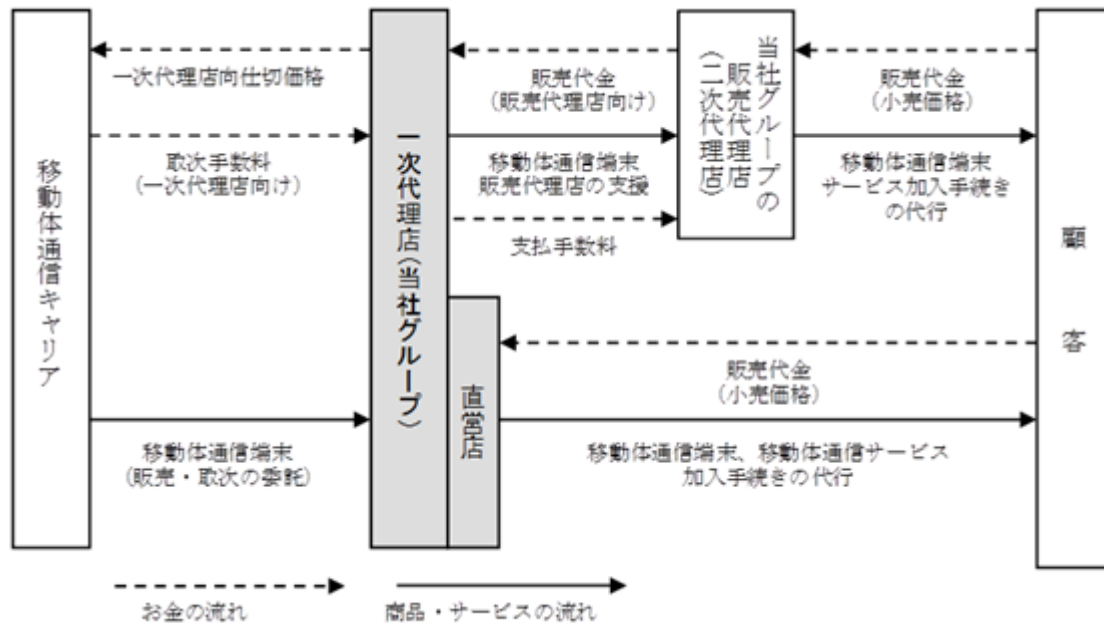 移動体通信キャリア
一次代理店向仕切価格
取次手数料
(一次代理店向け)
移動体通信端末
(販売・取次の委託)
一次代理店(当社グループ)
直営店
販売代金
(販売代理店向け)
移動体通信端末
販売代理店の支援
支払手数料
当社グループの
販売代理店
(二次代理店)
販売代金
(小売価格)
移動体通信端末
サービス加入手続き
の代行
販売代金
(小売価格)
移動体通信端末、移動体通信サービス
加入手続きの代行
顧客
お金の流れ
商品・サービスの流れ